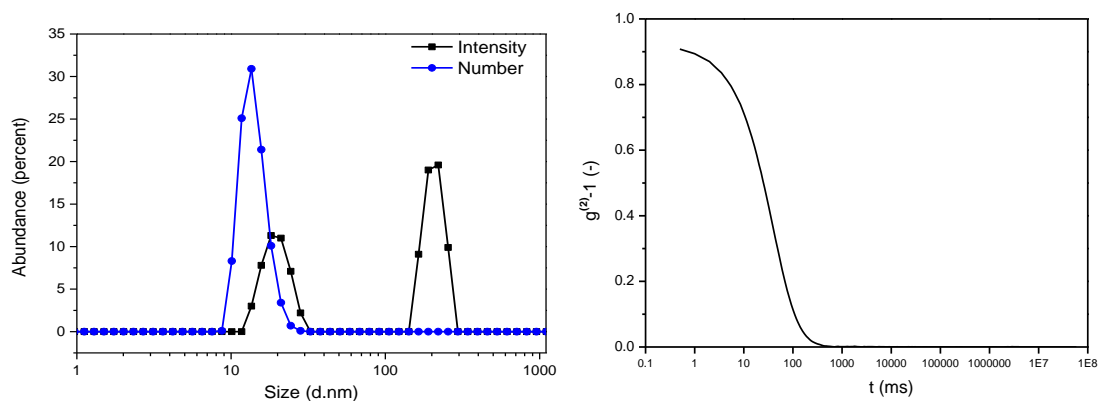 35
30
25
20
15
10
5
0
Abundance (percent)
Intensity
Number
1 10 100 1000
Size (d.nm)
1.0
0.8
0.6
0.4
0.2
0.0
g⁽²⁾-1 (-)
0.1 1 10 100 1000 10000 100000 1000000 1E7 1E8
t (ms)